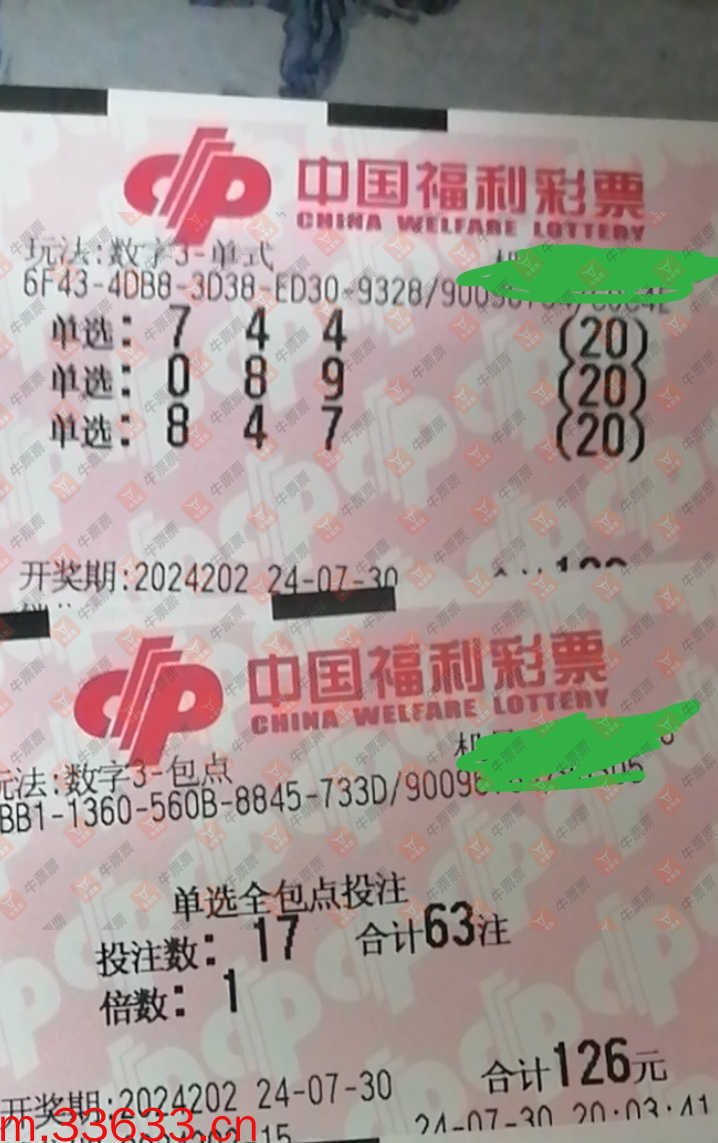 中国福利彩票
CHINA WELFARE LOTTERY
玩法:数字3-单式
6F43-4DB8-3D38-ED30-9328/9009
单选: 7 4 4 (20)
单选: 0 8 9 (20)
单选: 8 4 7 (20)
开奖期:2024202 24-07-30
中国福利彩票
CHINA WELFARE LOTTERY
玩法:数字3-包点
BB1-1360-560B-8845-733D/9009
单选全包点投注
投注数: 17 合计63注
倍数: 1
合计126元
开奖期:2024202 24-07-30
24-07-30 20:03:41
m.33633.cn
牛票票